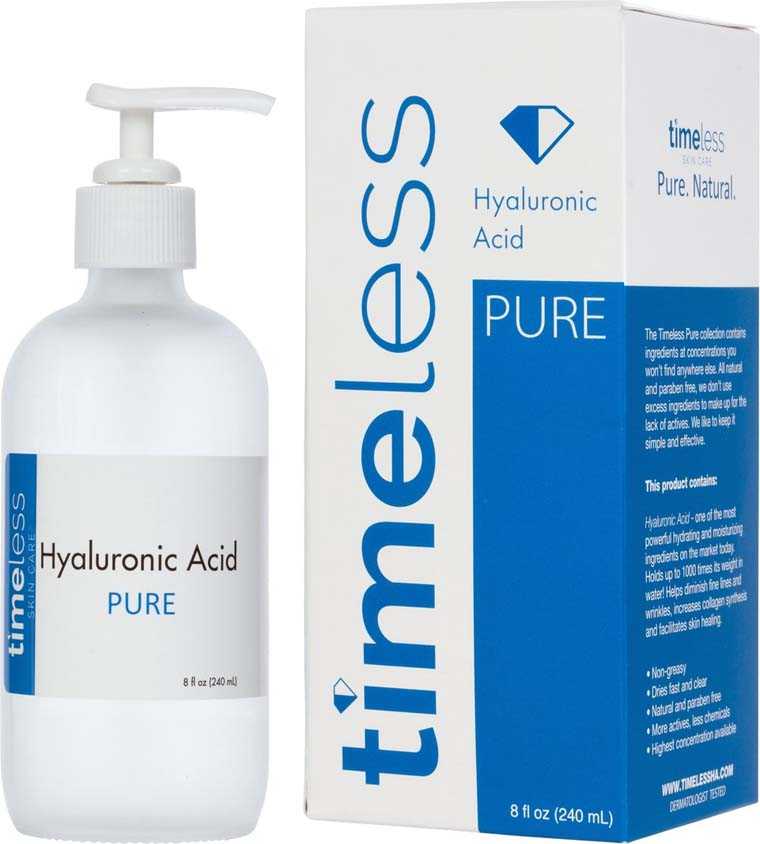 timeless
SKIN CARE
Hyaluronic Acid
PURE
8 fl oz (240 mL)
timeless
Hyaluronic
Acid
PURE
8 fl oz (240 mL)
timeless
SKIN CARE
Pure. Natural.
The Timeless Pure collection contains
ingredients at concentrations you
won't find anywhere else. All natural
and paraben free, we don't use
excess ingredients to make up for the
lack of actives. We like to keep it
simple and effective.
This product contains:
Hyaluronic Acid - one of the most
powerful hydrating and moisturizing
ingredients on the market today.
Holds up to 1000 times its weight in
water! Helps diminish fine lines and
wrinkles, increases collagen synthesis
and facilitates skin healing.
• Non-greasy
• Dries fast and clear
• Natural and paraben free
• More actives, less chemicals
• Highest concentration available
WWW.TIMELESSHA.COM
DERMATOLOGIST TESTED